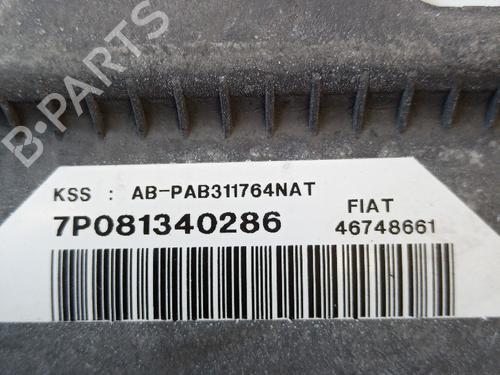 B-PARTS
KSS : AB-PAB311764NAT
7P081340286
FIAT
46748661